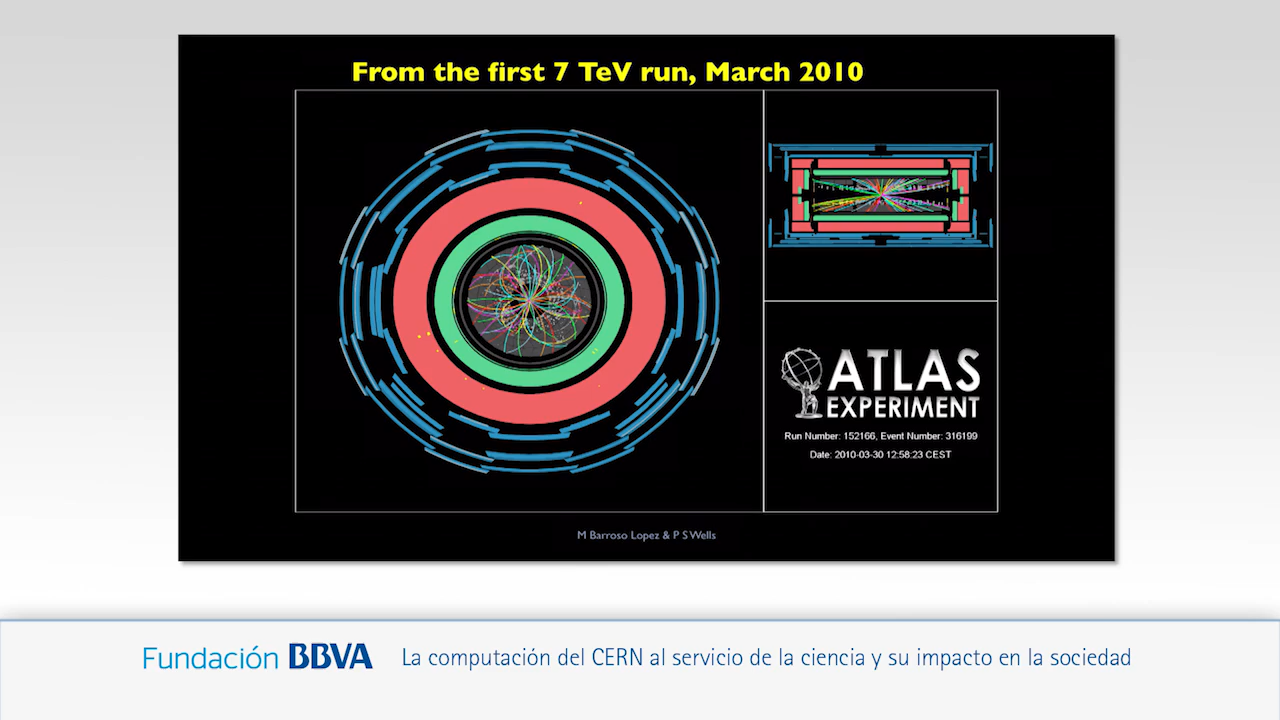 From the first 7 TeV run, March 2010
ATLAS
EXPERIMENT
Run Number: 152166, Event Number: 316199
Date: 2010-03-30 12:58:23 CEST
M Barroso Lopez & P S Wells
Fundación BBVA
La computación del CERN al servicio de la ciencia y su impacto en la sociedad